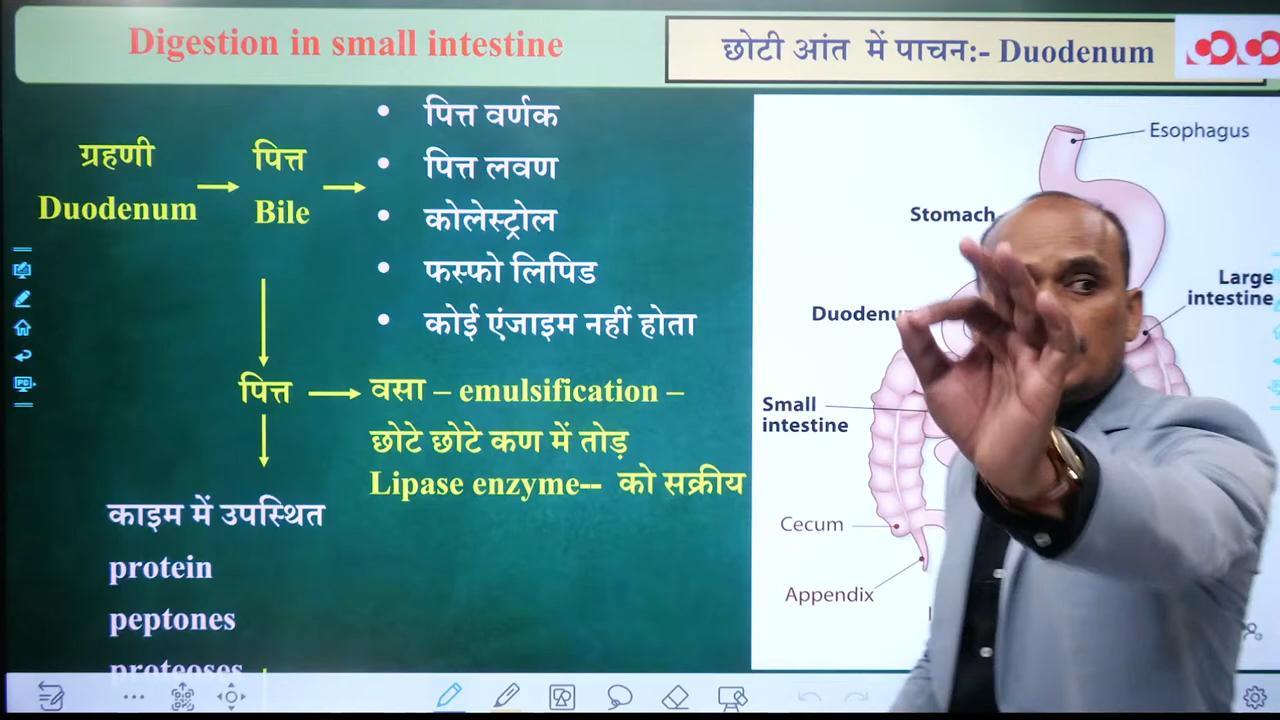 Digestion in small intestine
छोटी आंत में पाचन:- Duodenum
ग्रहणी
Duodenum
पित्त
Bile
• पित्त वर्णक
• पित्त लवण
• कोलेस्ट्रोल
• फस्फो लिपिड
• कोई एंजाइम नहीं होता
पित्त
वसा – emulsification –
छोटे छोटे कण में तोड़
Lipase enzyme-- को सक्रीय
काइम में उपस्थित
protein
peptones
proteoses
Esophagus
Stomach
Large
intestine
Small
intestine
Cecum
Appendix